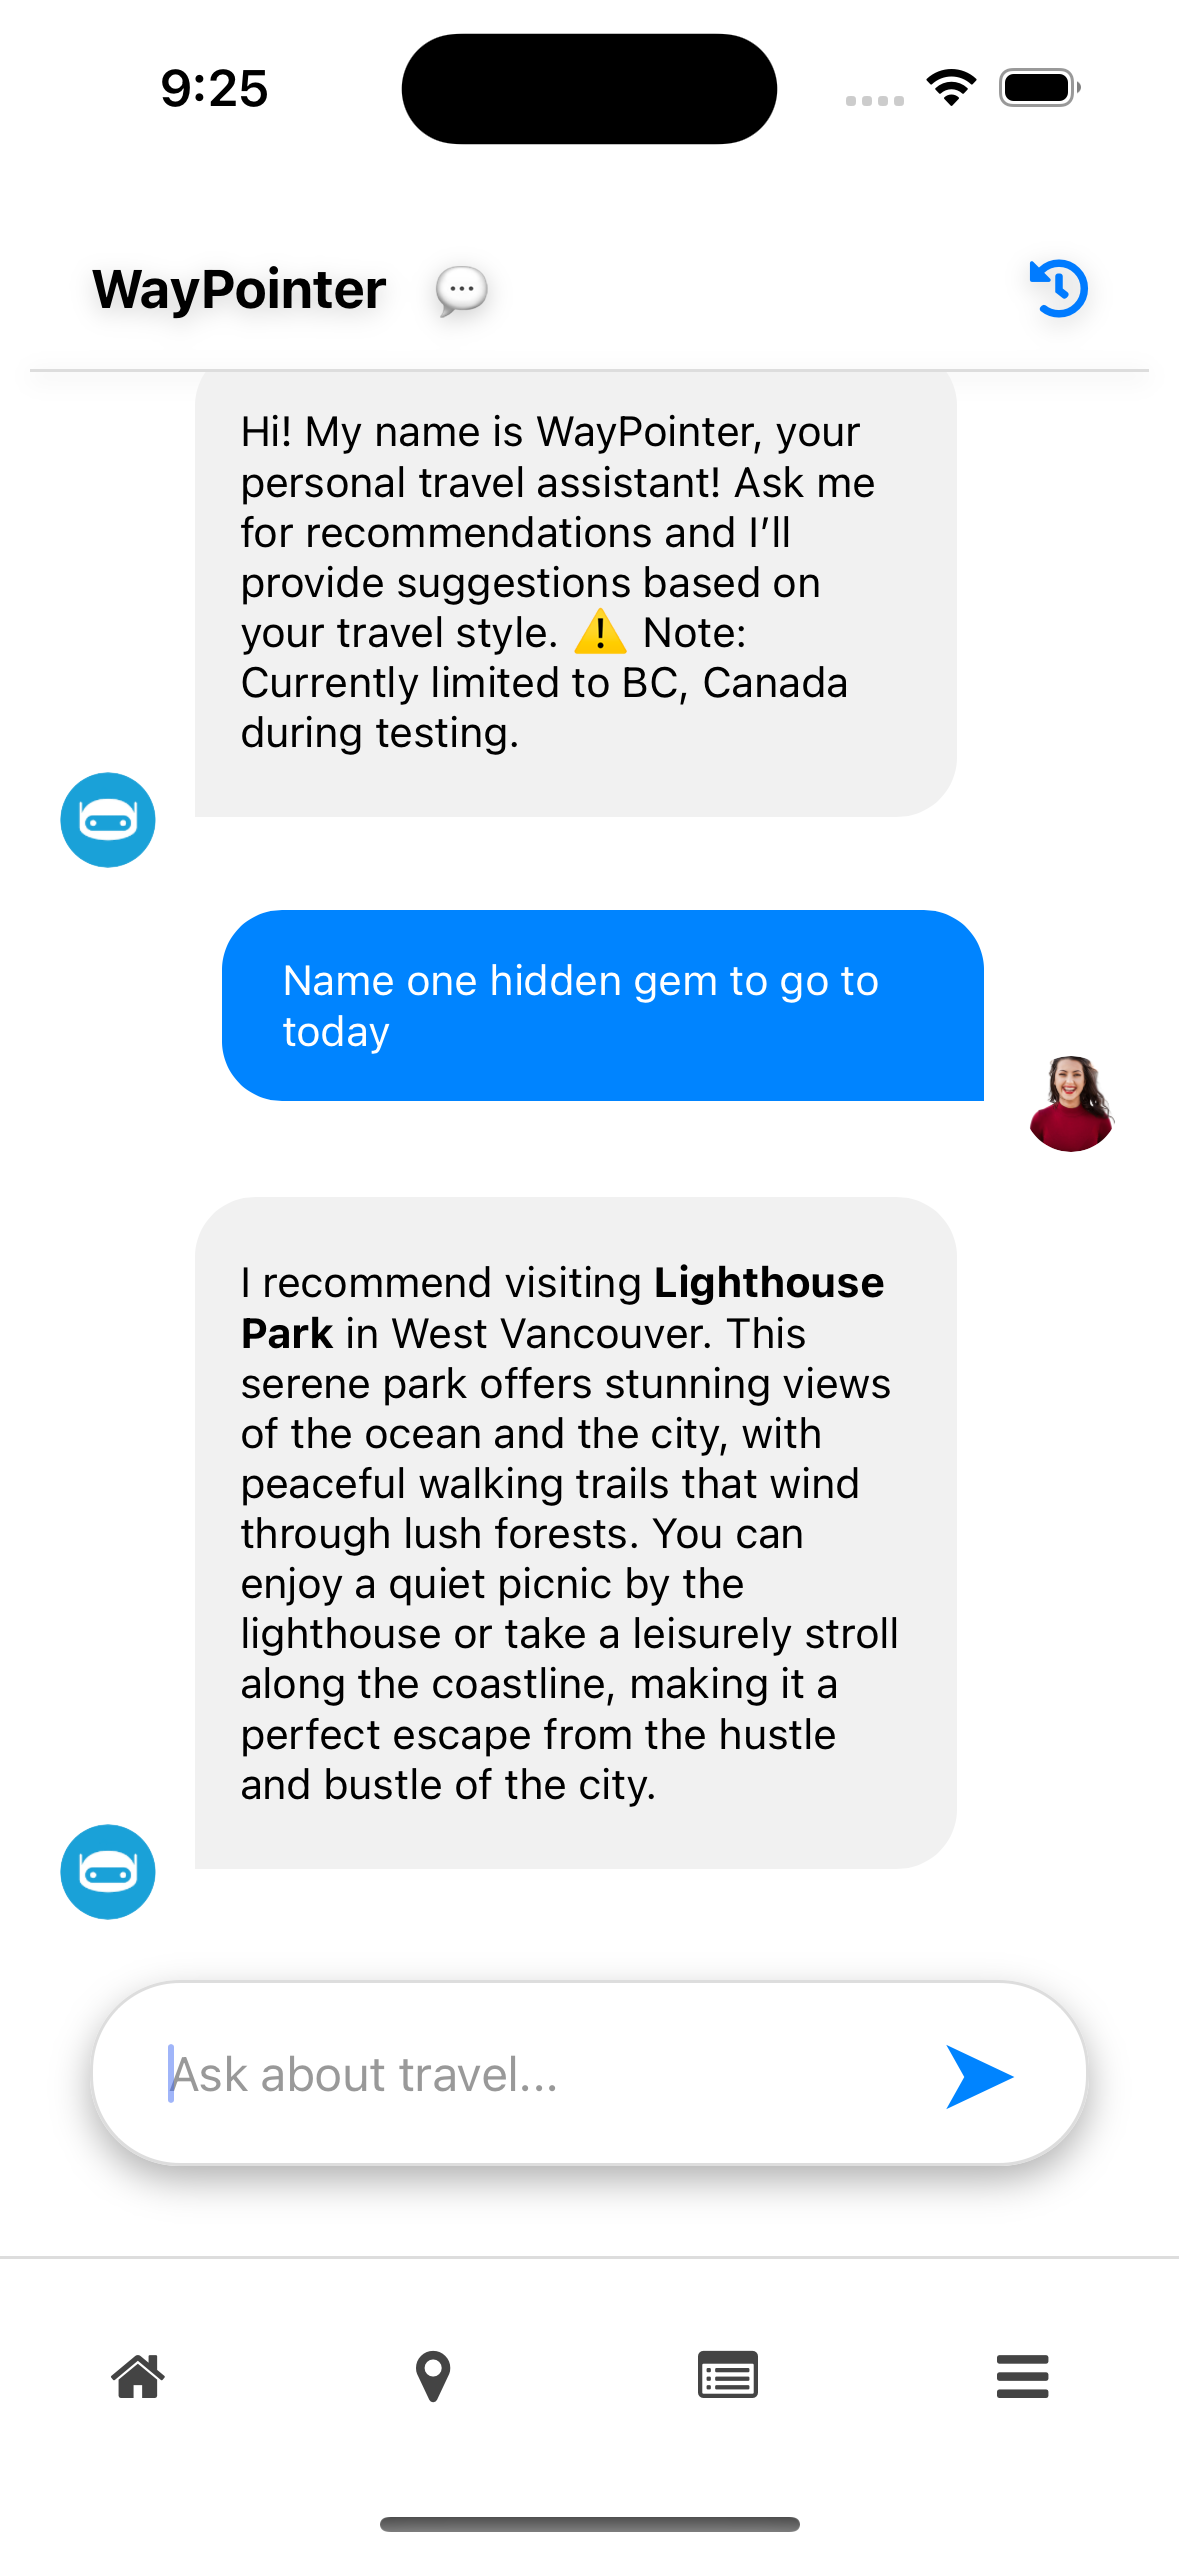 9:25
WayPointer 💬
Hi! My name is WayPointer, your
personal travel assistant! Ask me
for recommendations and I’ll
provide suggestions based on
your travel style. ⚠️ Note:
Currently limited to BC, Canada
during testing.
Name one hidden gem to go to
today
I recommend visiting Lighthouse
Park in West Vancouver. This
serene park offers stunning views
of the ocean and the city, with
peaceful walking trails that wind
through lush forests. You can
enjoy a quiet picnic by the
lighthouse or take a leisurely stroll
along the coastline, making it a
perfect escape from the hustle
and bustle of the city.
Ask about travel...